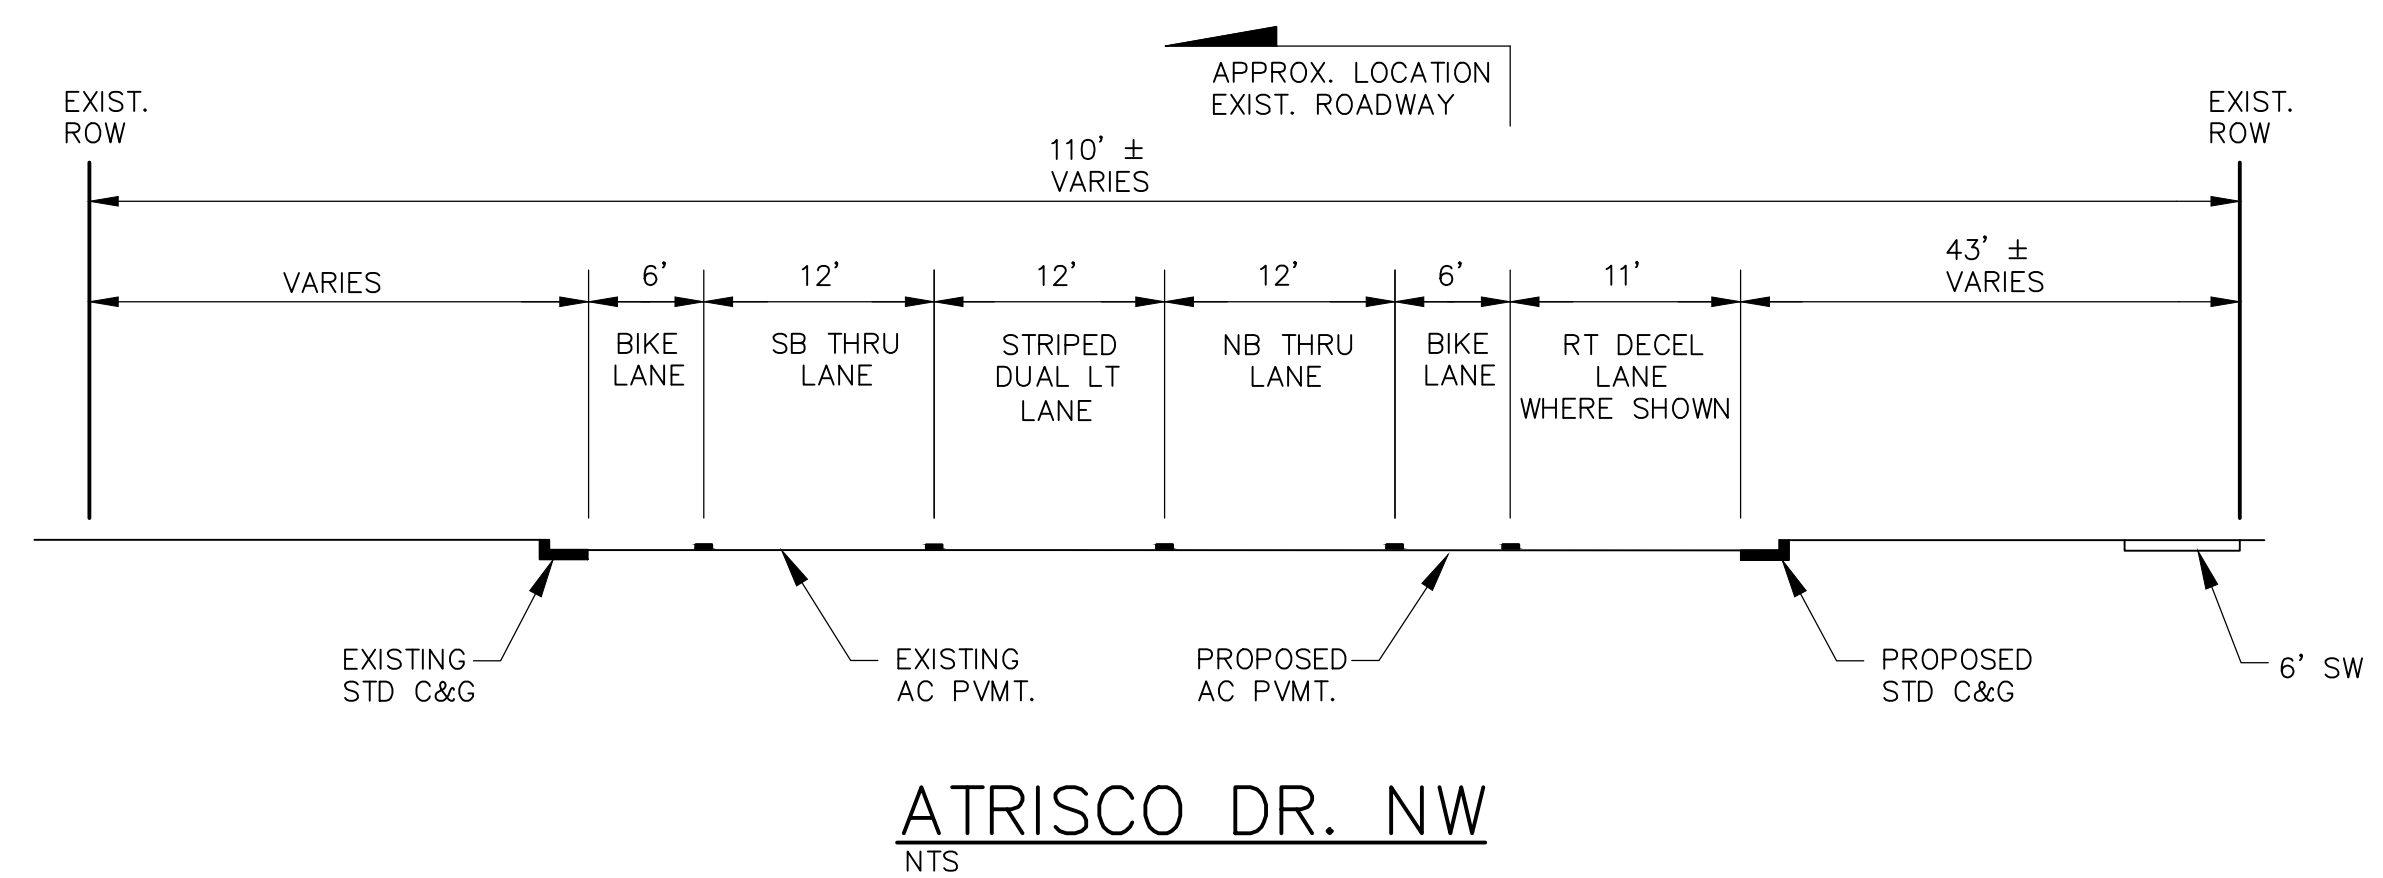 APPROX. LOCATION
EXIST. ROADWAY
EXIST.
ROW
EXIST.
ROW
110' ±
VARIES
VARIES
6'
12'
12'
12'
6'
11'
43' ±
VARIES
BIKE
LANE
SB THRU
LANE
STRIPED
DUAL LT
LANE
NB THRU
LANE
BIKE
LANE
RT DECEL
LANE
WHERE SHOWN
EXISTING
STD C&G
EXISTING
AC PVMT.
PROPOSED
AC PVMT.
PROPOSED
STD C&G
6' SW
ATRISCO DR. NW
NTS